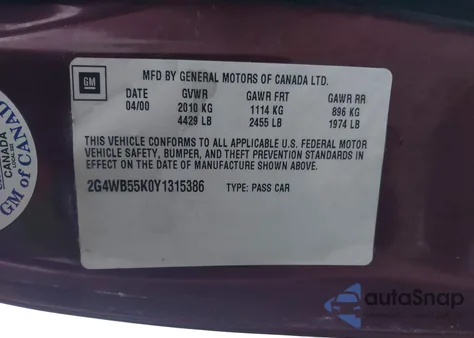 GM
MFD BY GENERAL MOTORS OF CANADA LTD.
DATE GVWR GAWR FRT GAWR RR
04/00 2010 KG 1114 KG 896 KG
4429 LB 2455 LB 1974 LB
THIS VEHICLE CONFORMS TO ALL APPLICABLE U.S. FEDERAL MOTOR
VEHICLE SAFETY, BUMPER, AND THEFT PREVENTION STANDARDS IN
EFFECT ON THE DATE OF MANUFACTURE SHOWN ABOVE.
2G4WB55K0Y1315386 TYPE: PASS CAR
CANADA
GM of CANAD
autoSnap